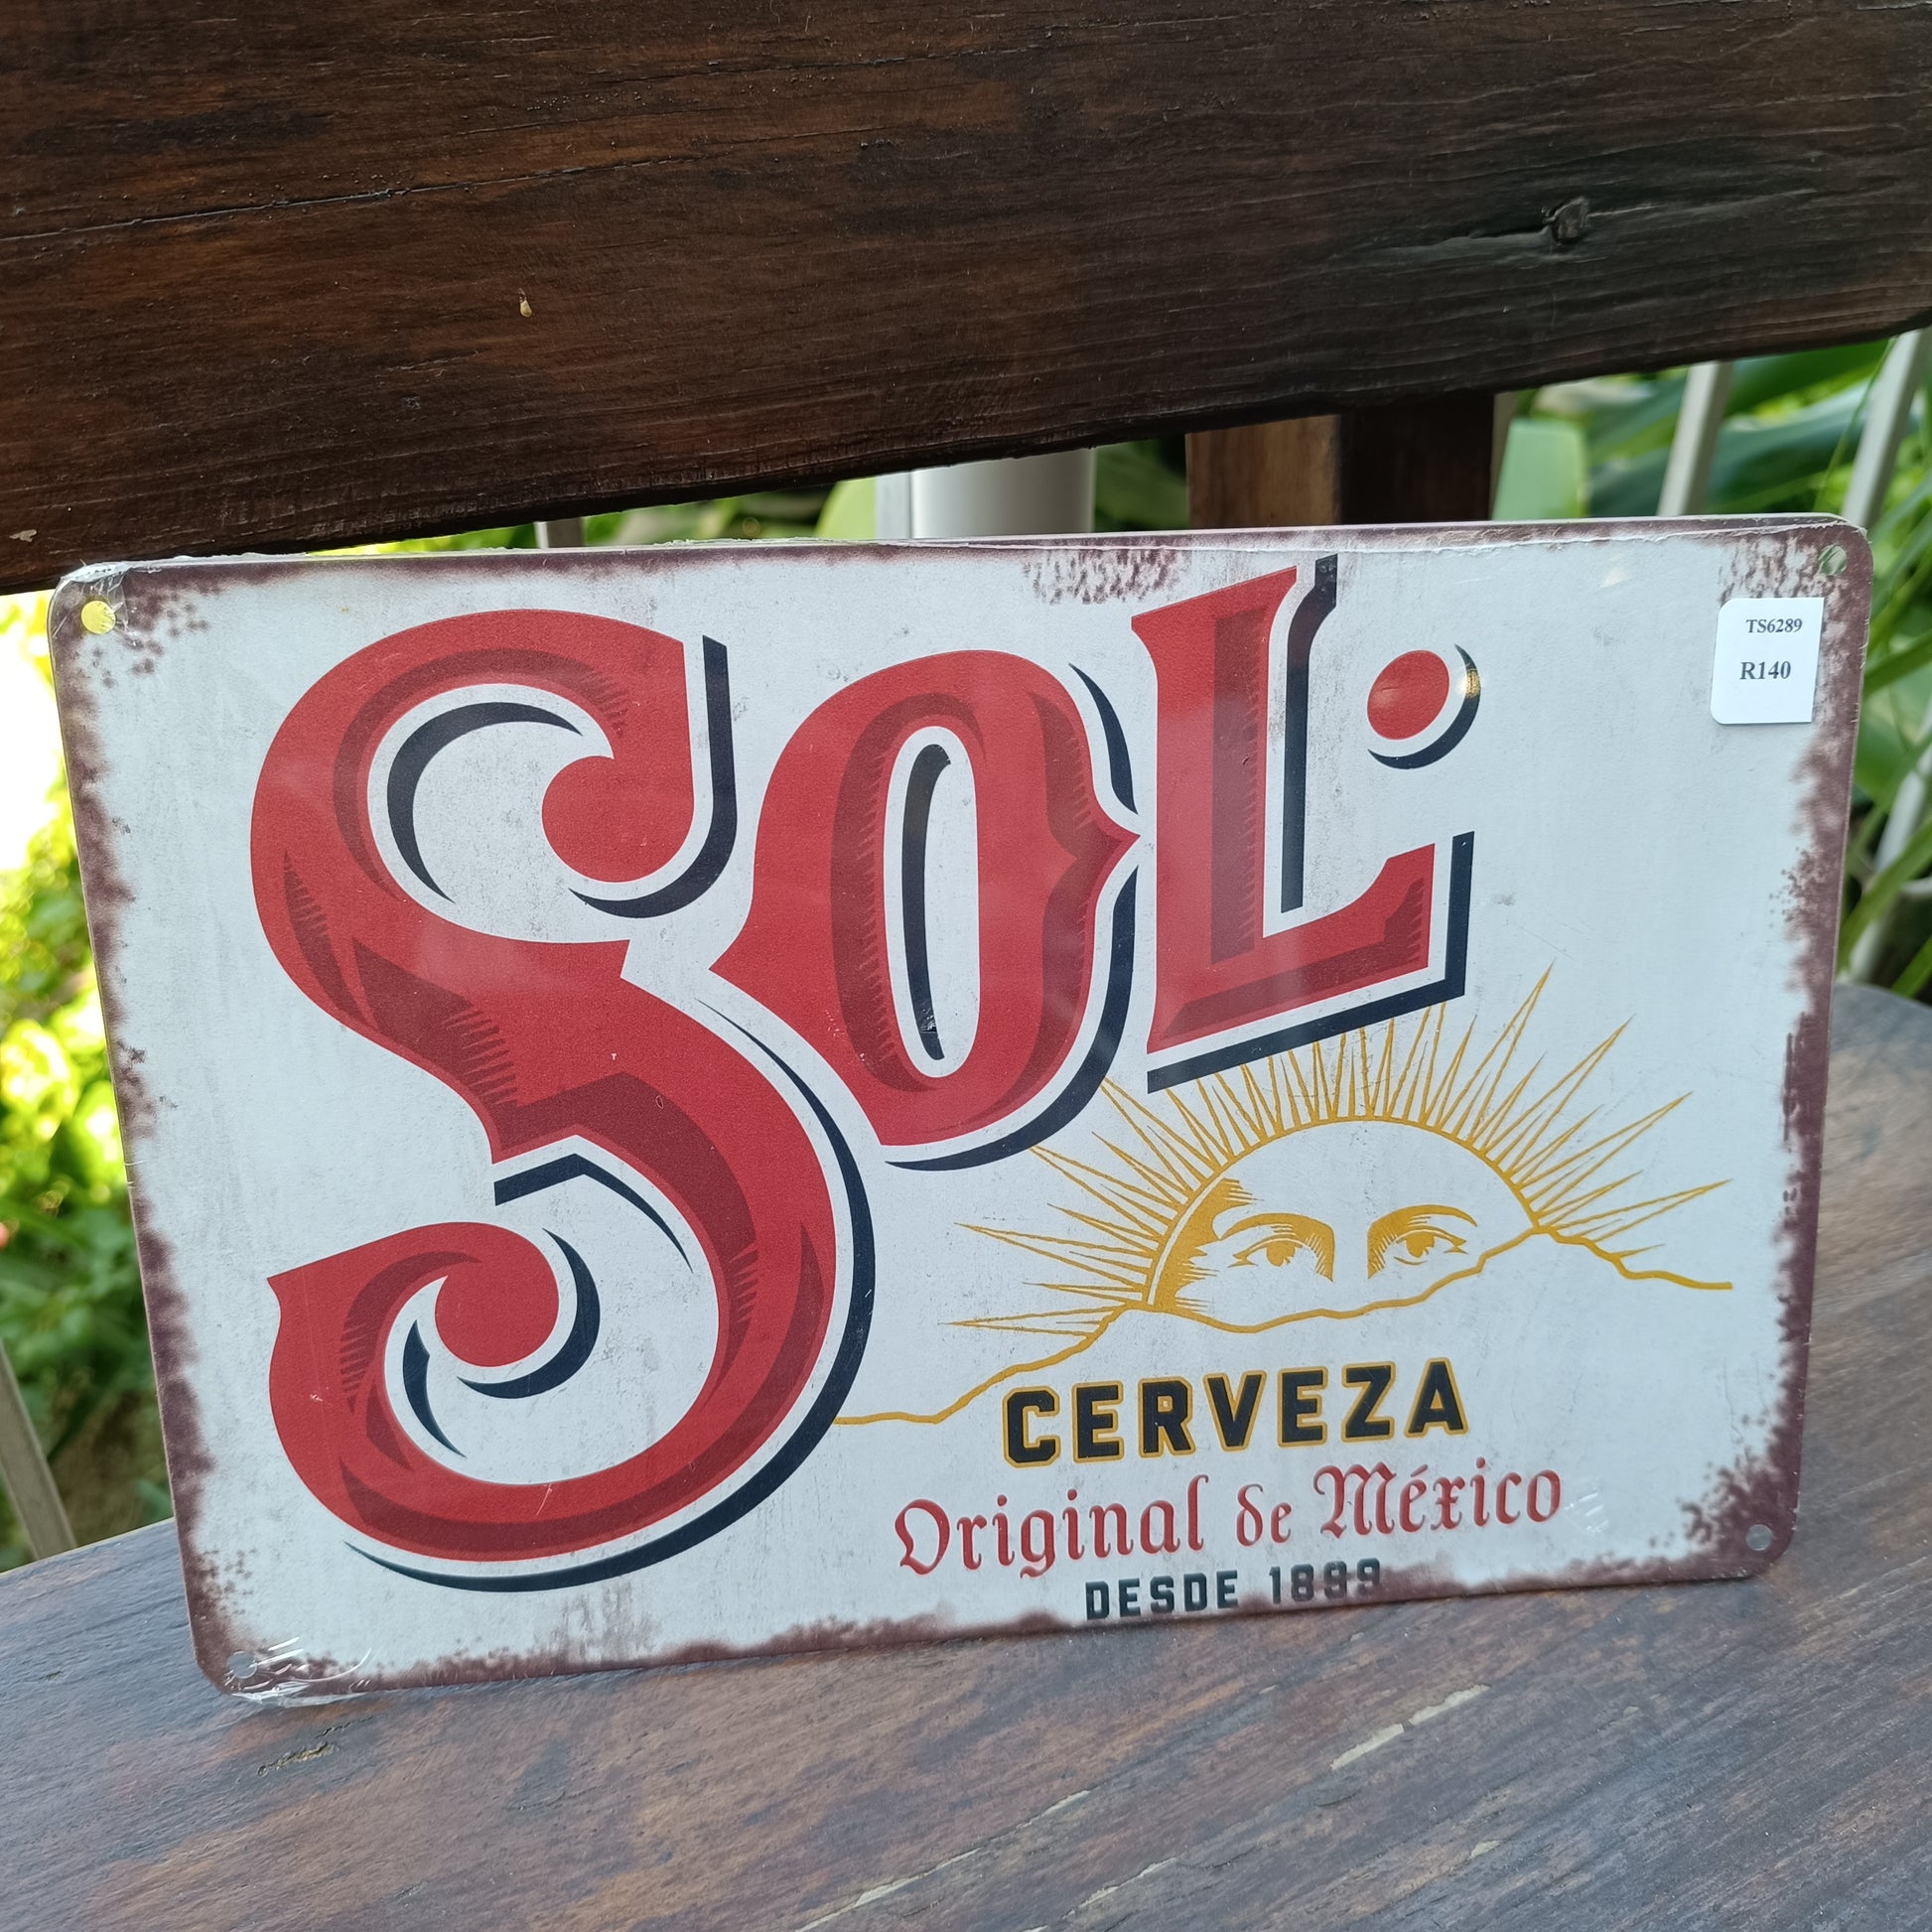 SOL.
TS6289
R140
CERVEZA
Original de México
DESDE 1899